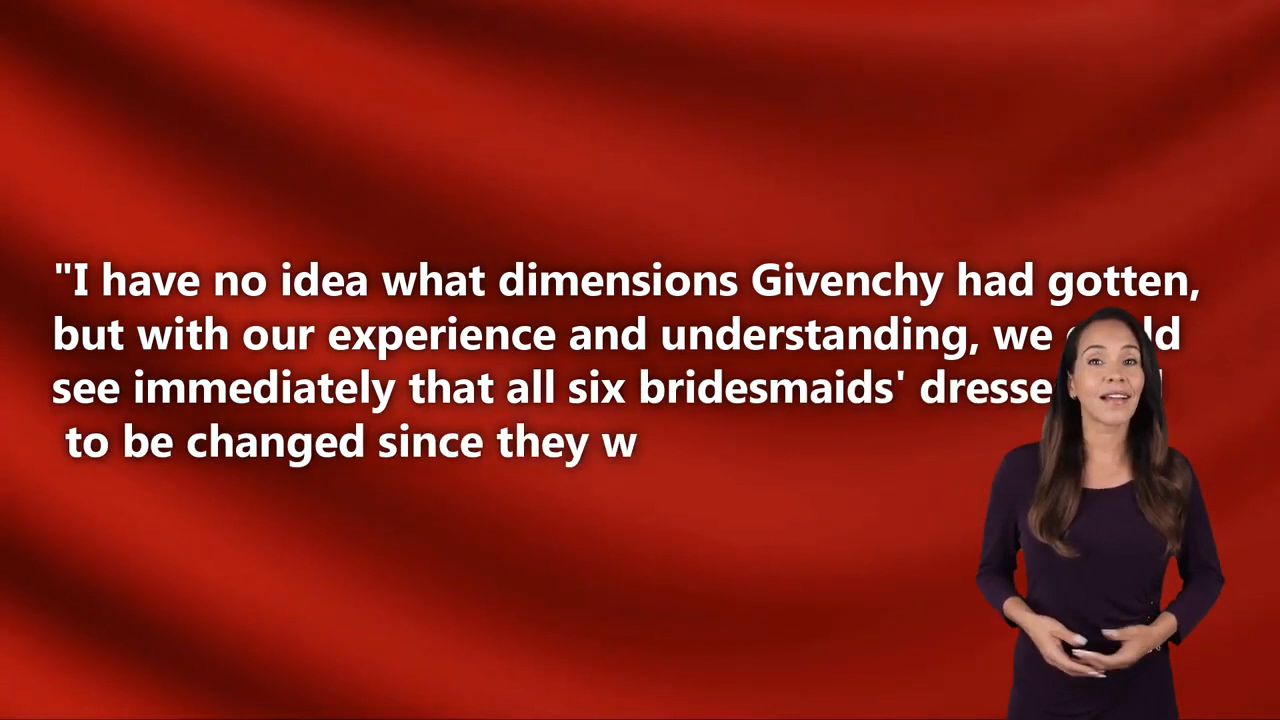 "I have no idea what dimensions Givenchy had gotten,
but with our experience and understanding, we
see immediately that all six bridesmaids'
to be changed since they w